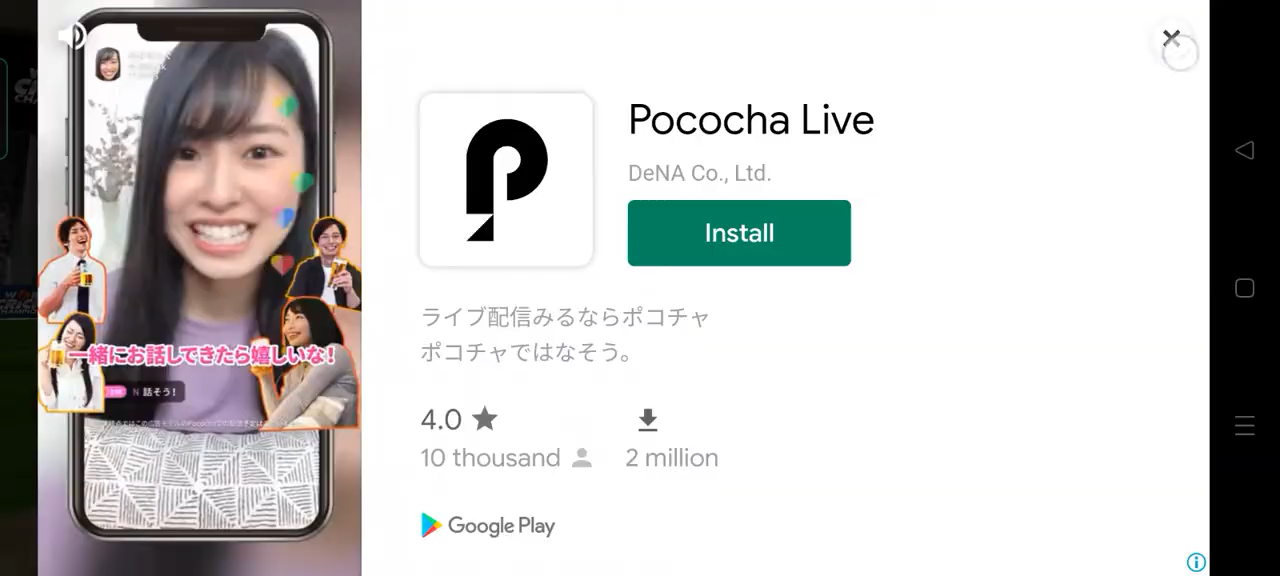 Pococha Live
DeNA Co., Ltd.
Install
ライブ配信みるならポコチャ
ポコチャではなそう。
4.0
10 thousand
2 million
Google Play
一緒にお話しできたら嬉しいな!
N 話そう!